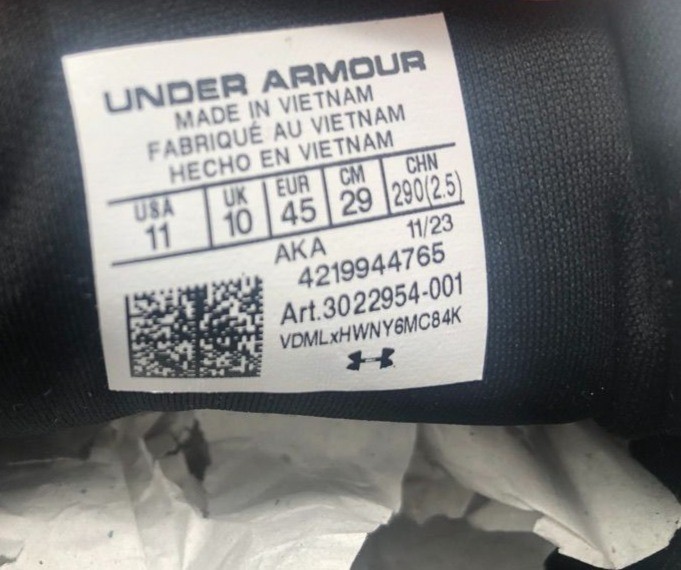 UNDER ARMOUR
MADE IN VIETNAM
FABRIQUÉ AU VIETNAM
HECHO EN VIETNAM
USA UK EUR CM CHN
11 10 45 29 290(2.5)
AKA 11/23
4219944765
Art.3022954-001
VDMLxHWNY6MC84K